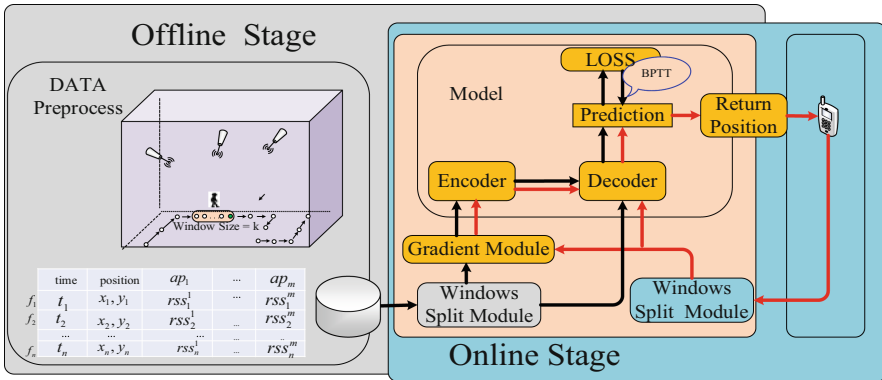 Offline Stage
DATA
Preprocess
Window Size = k
time position ap₁ ... apₘ
f₁ t₁ x₁, y₁ rss₁¹ ... rss₁ᵐ
f₂ t₂ x₂, y₂ rss₂¹ ... rss₂ᵐ
... ... ... ... ...
fₙ tₙ xₙ, yₙ rssₙ¹ ... rssₙᵐ
LOSS
BPTT
Model
Prediction
Return
Position
Encoder
Decoder
Gradient Module
Windows
Split Module
Windows
Split Module
Online Stage